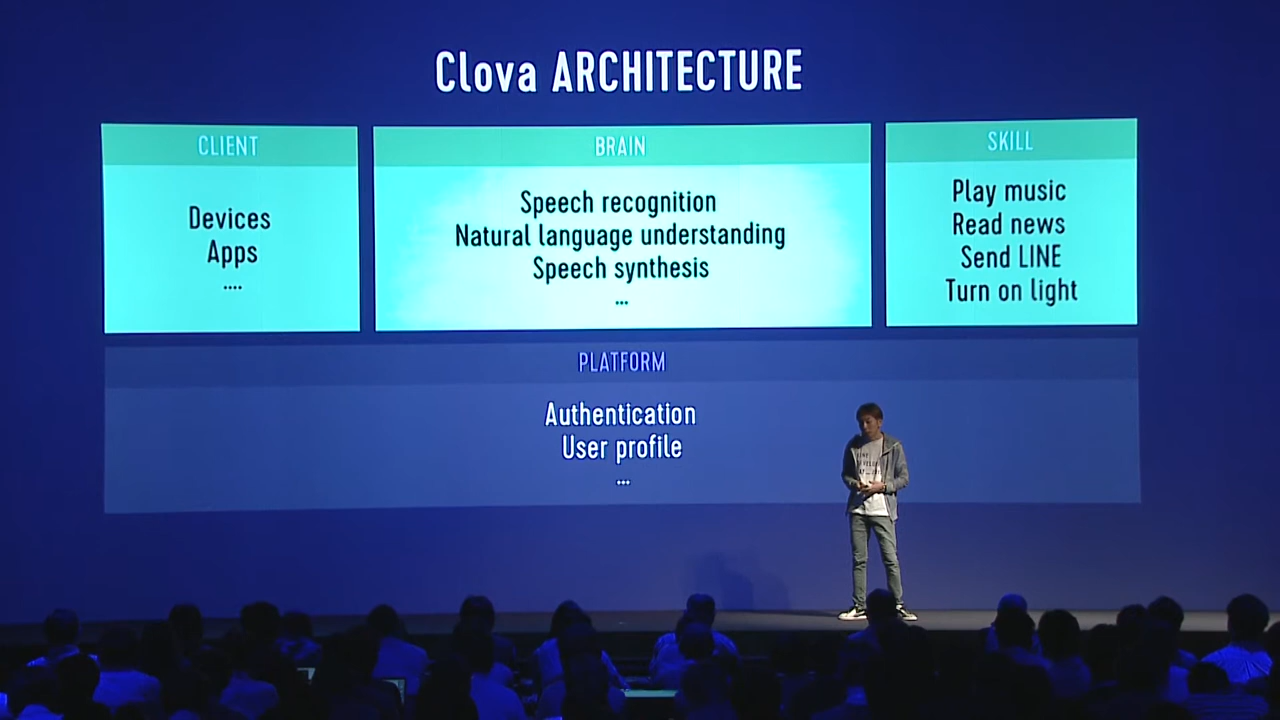 Clova ARCHITECTURE
CLIENT
Devices
Apps
....
BRAIN
Speech recognition
Natural language understanding
Speech synthesis
...
SKILL
Play music
Read news
Send LINE
Turn on light
PLATFORM
Authentication
User profile
...